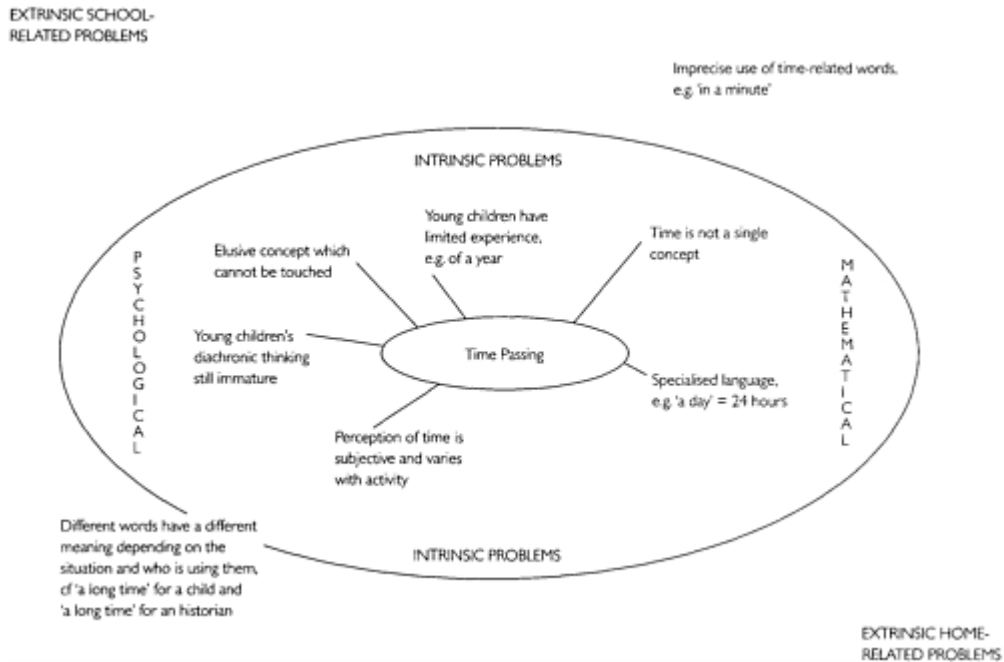 EXTRINSIC SCHOOL-
RELATED PROBLEMS
Imprecise use of time-related words,
e.g. 'in a minute'
INTRINSIC PROBLEMS
Young children have
limited experience,
e.g. of a year
Time is not a single
concept
Elusive concept which
cannot be touched
PSYCHOLOGICAL
MATHEMATICAL
Young children's
diachronic thinking
still immature
Time Passing
Specialised language,
e.g. 'a day' = 24 hours
Perception of time is
subjective and varies
with activity
Different words have a different
meaning depending on the
situation and who is using them,
cf 'a long time' for a child and
'a long time' for an historian
INTRINSIC PROBLEMS
EXTRINSIC HOME-
RELATED PROBLEMS